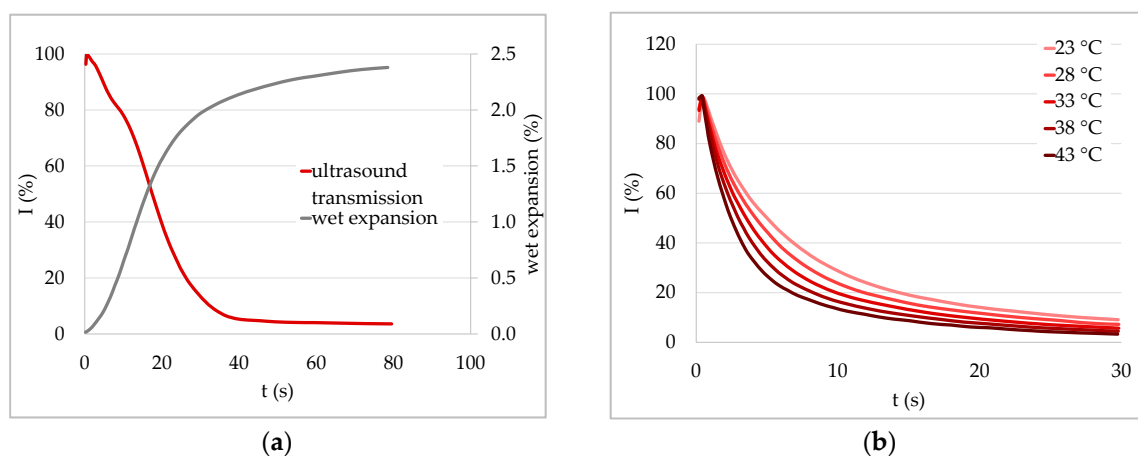 100
80
60
40
20
0
I (%)
2.5
2.0
1.5
1.0
0.5
0.0
wet expansion (%)
ultrasound
transmission
wet expansion
0 20 40 60 80 100
t (s)
(a)
120
100
80
60
40
20
0
I (%)
23 °C
28 °C
33 °C
38 °C
43 °C
0 10 20 30
t (s)
(b)